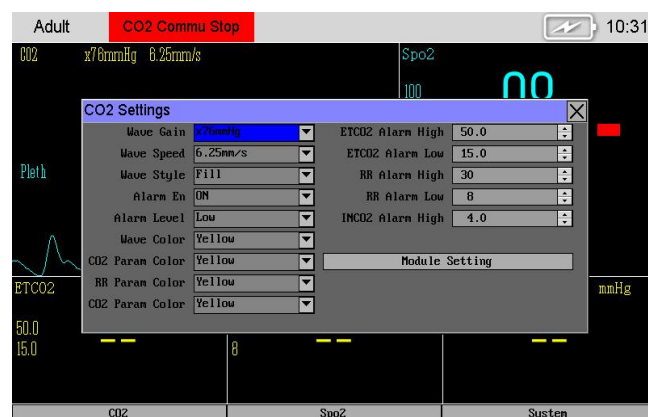 Adult CO2 Commu Stop 10:31
CO2 x76mmHg 6.25mm/s Spo2
100
CO2 Settings
Wave Gain x76mmHg ETCO2 Alarm High 50.0
Wave Speed 6.25mm/s ETCO2 Alarm Low 15.0
Wave Style Fill RR Alarm High 30
Pleth
Alarm En ON RR Alarm Low 8
Alarm Level Low INCO2 Alarm High 4.0
Wave Color Yellow
CO2 Param Color Yellow Module Setting
RR Param Color Yellow
ETCO2 mmHg
CO2 Param Color Yellow
50.0
15.0 -- 8 -- --
CO2 Spo2 System